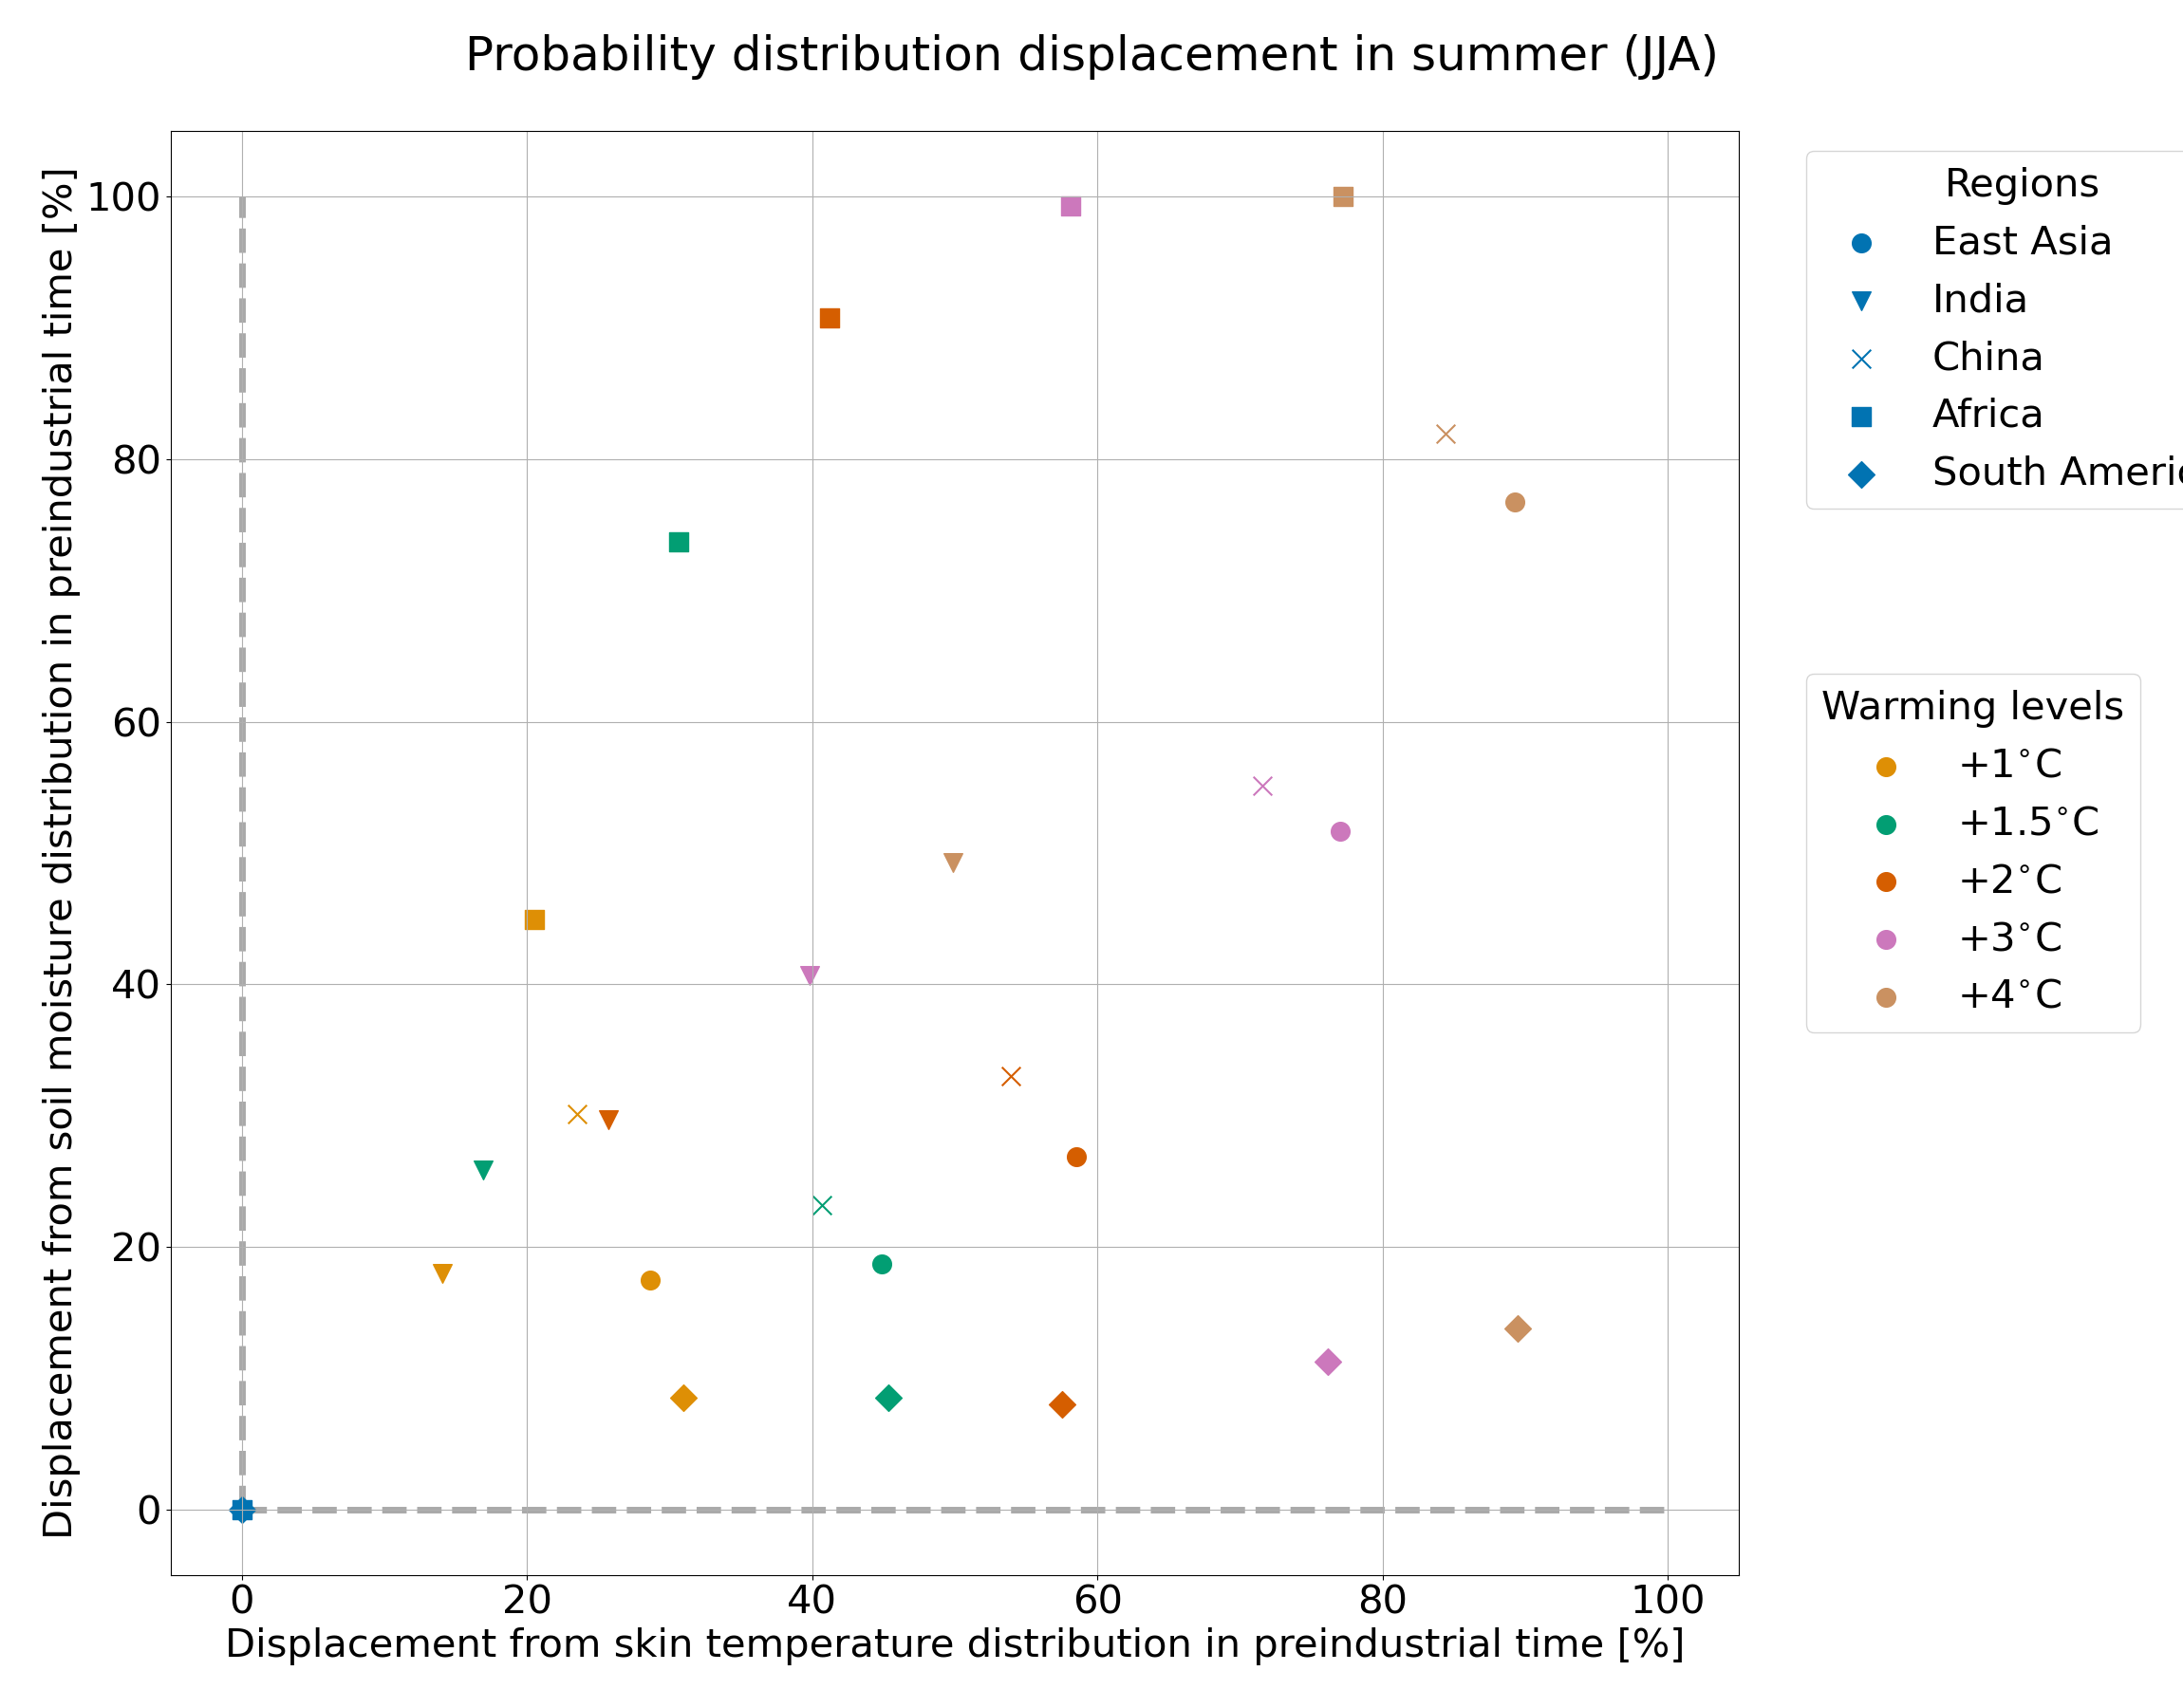 Probability distribution displacement in summer (JJA)
Displacement from soil moisture distribution in preindustrial time [%]
100
80
60
40
20
0
0 20 40 60 80 100
Displacement from skin temperature distribution in preindustrial time [%]
Regions
East Asia
India
China
Africa
South Ameri
Warming levels
+1°C
+1.5°C
+2°C
+3°C
+4°C